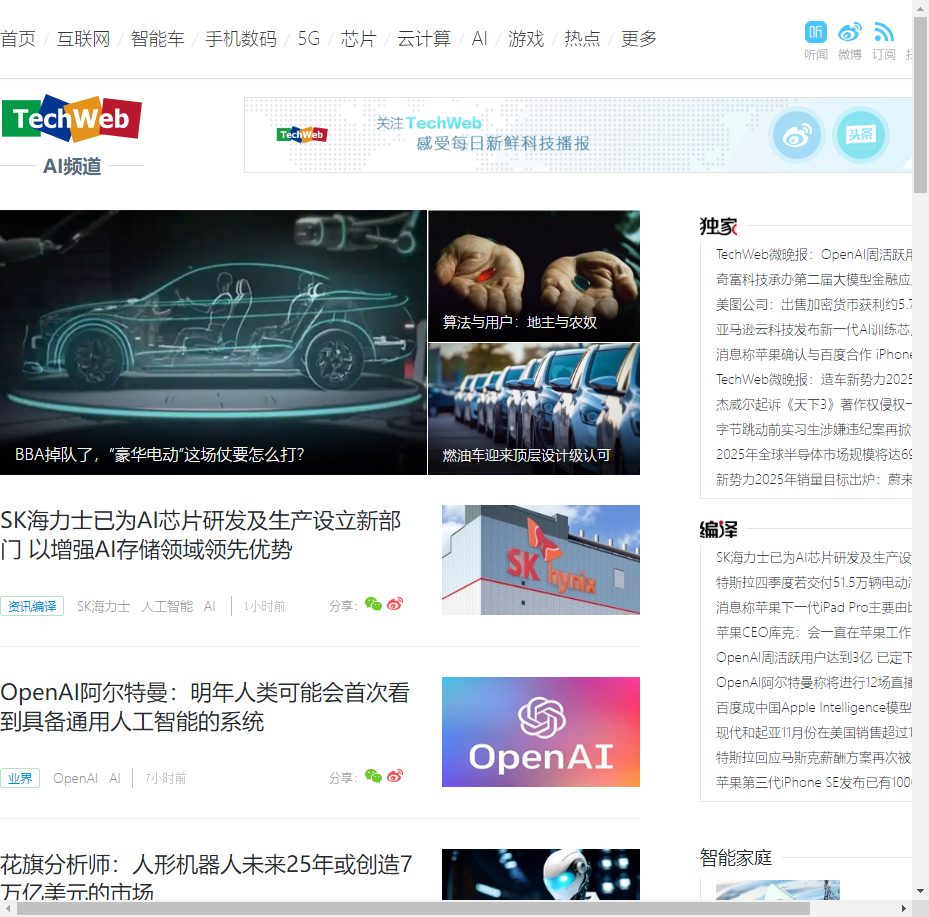 首页 / 互联网 / 智能车 / 手机数码 / 5G / 芯片 / 云计算 / AI / 游戏 / 热点 / 更多
听
听闻 微博 订阅
TechWeb
AI频道
TechWeb
关注TechWeb
感受每日新鲜科技播报
头条
BBA掉队了，“豪华电动”这场仗要怎么打？
算法与用户：地主与农奴
燃油车迎来顶层设计级认可
SK海力士已为AI芯片研发及生产设立新部
门 以增强AI存储领域领先优势
资讯编译 SK海力士 人工智能 AI 1小时前 分享：
SK hynix
OpenAI阿尔特曼：明年人类可能会首次看
到具备通用人工智能的系统
业界 OpenAI AI 7小时前 分享：
OpenAI
花旗分析师：人形机器人未来25年或创造7
万亿美元的市场
独家
TechWeb微晚报：OpenAI周活跃用
奇富科技承办第二届大模型金融应
美图公司：出售加密货币获利约5.7
亚马逊云科技发布新一代AI训练芯
消息称苹果确认与百度合作 iPhone
TechWeb微晚报：造车新势力2025
杰威尔起诉《天下3》著作权侵权一
字节跳动前实习生涉嫌违纪案再掀
2025年全球半导体市场规模将达69
新势力2025年销量目标出炉：蔚来
编译
SK海力士已为AI芯片研发及生产设
特斯拉四季度若交付51.5万辆电动汽
消息称苹果下一代iPad Pro主要由比
苹果CEO库克：会一直在苹果工作
OpenAI周活跃用户达到3亿 已定下
OpenAI阿尔特曼称将进行12场直播
百度成中国Apple Intelligence模型
现代和起亚11月份在美国销售超过1
特斯拉回应马斯克薪酬方案再次被
苹果第三代iPhone SE发布已有100
智能家庭